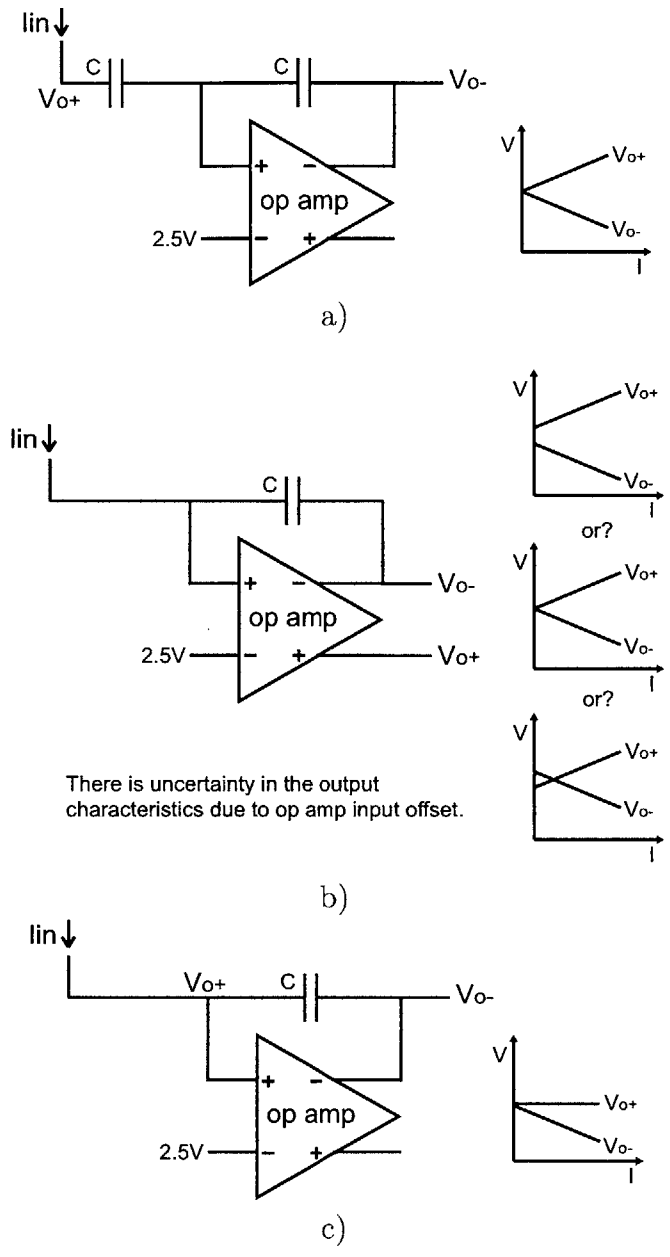 Iin
C
C
Vo+
Vo-
+
-
op amp
2.5V
-
+
V
Vo+
Vo-
I
a)
V
Vo+
Vo-
I
or?
Iin
C
+
-
Vo-
op amp
2.5V
-
+
Vo+
V
Vo+
Vo-
I
or?
V
Vo+
Vo-
I
There is uncertainty in the output
characteristics due to op amp input offset.
b)
Iin
Vo+
C
Vo-
+
-
op amp
2.5V
-
+
V
Vo+
Vo-
I
c)